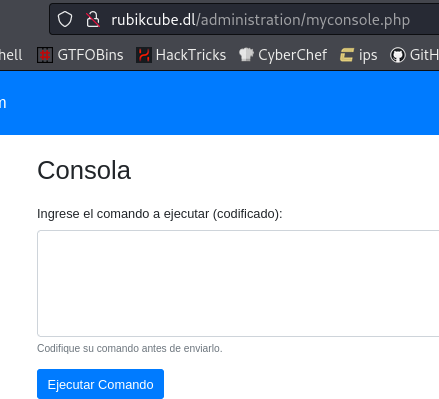 rubikcube.dl/administration/myconsole.php
hell GTFOBins HackTricks CyberChef ips GitH
m
Consola
Ingrese el comando a ejecutar (codificado):
Codifique su comando antes de enviarlo.
Ejecutar Comando